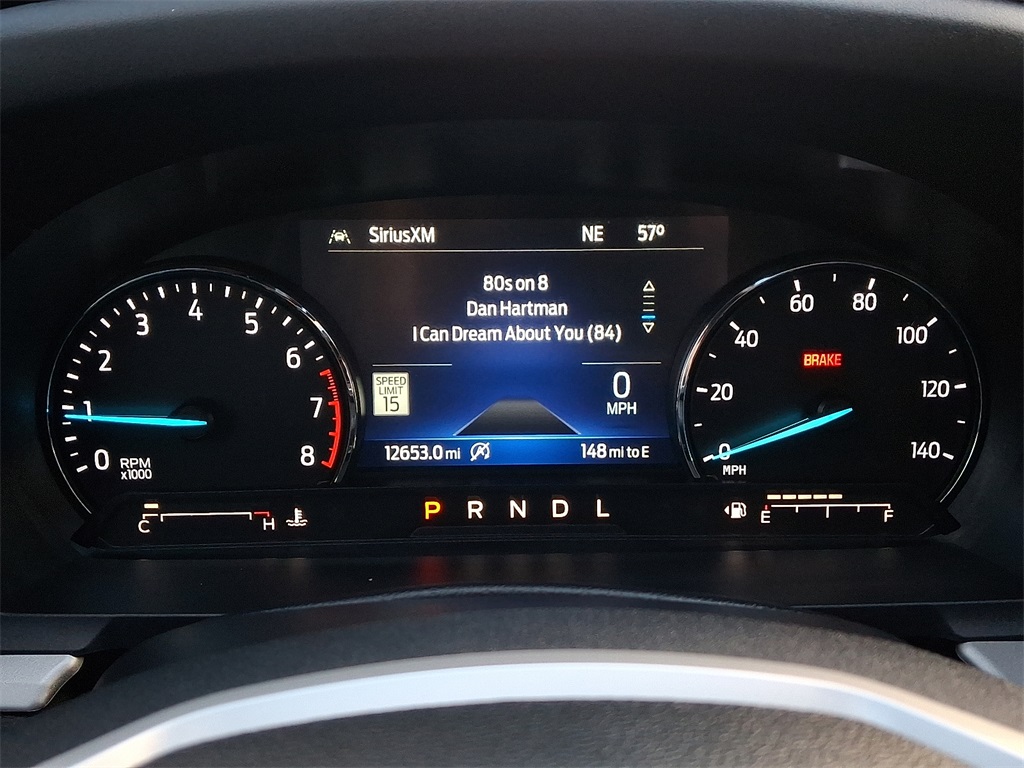 SiriusXM NE 57º
80s on 8
Dan Hartman
I Can Dream About You (84)
SPEED
LIMIT
15
0
MPH
12653.0 mi 148 mi to E
0 1 2 3 4 5 6 7 8
RPM
x1000
0 20 40 60 80 100 120 140
BRAKE
MPH
C H
P R N D L
E F